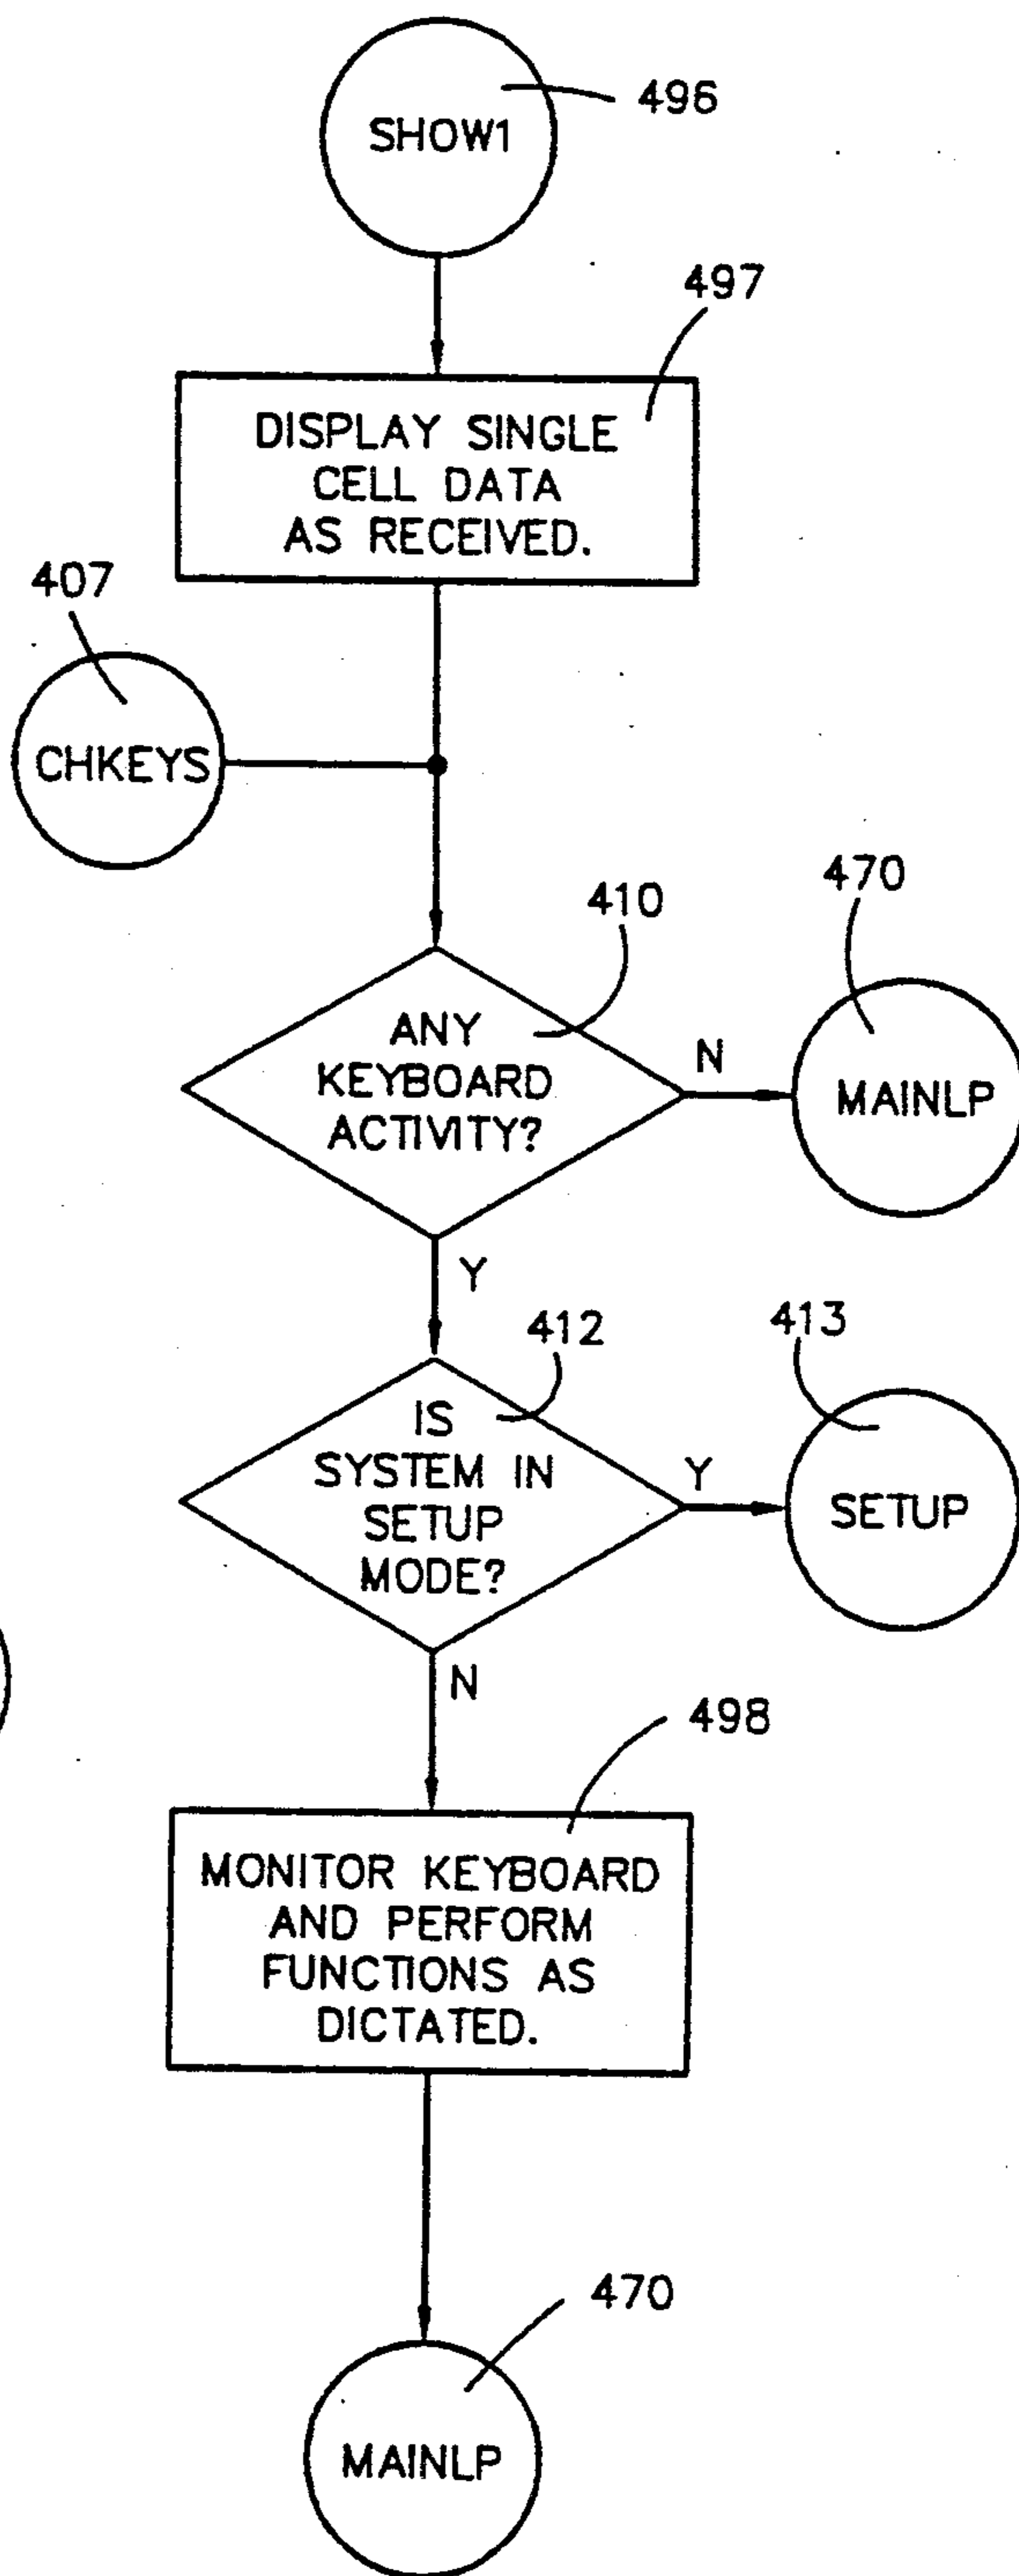 496
SHOW1
497
DISPLAY SINGLE
CELL DATA
AS RECEIVED.
407
CHKEYS
410
470
ANY
KEYBOARD
ACTIVITY?
N
MAINLP
Y
412
413
IS
SYSTEM IN
SETUP
MODE?
Y
SETUP
N
498
MONITOR KEYBOARD
AND PERFORM
FUNCTIONS AS
DICTATED.
470
MAINLP